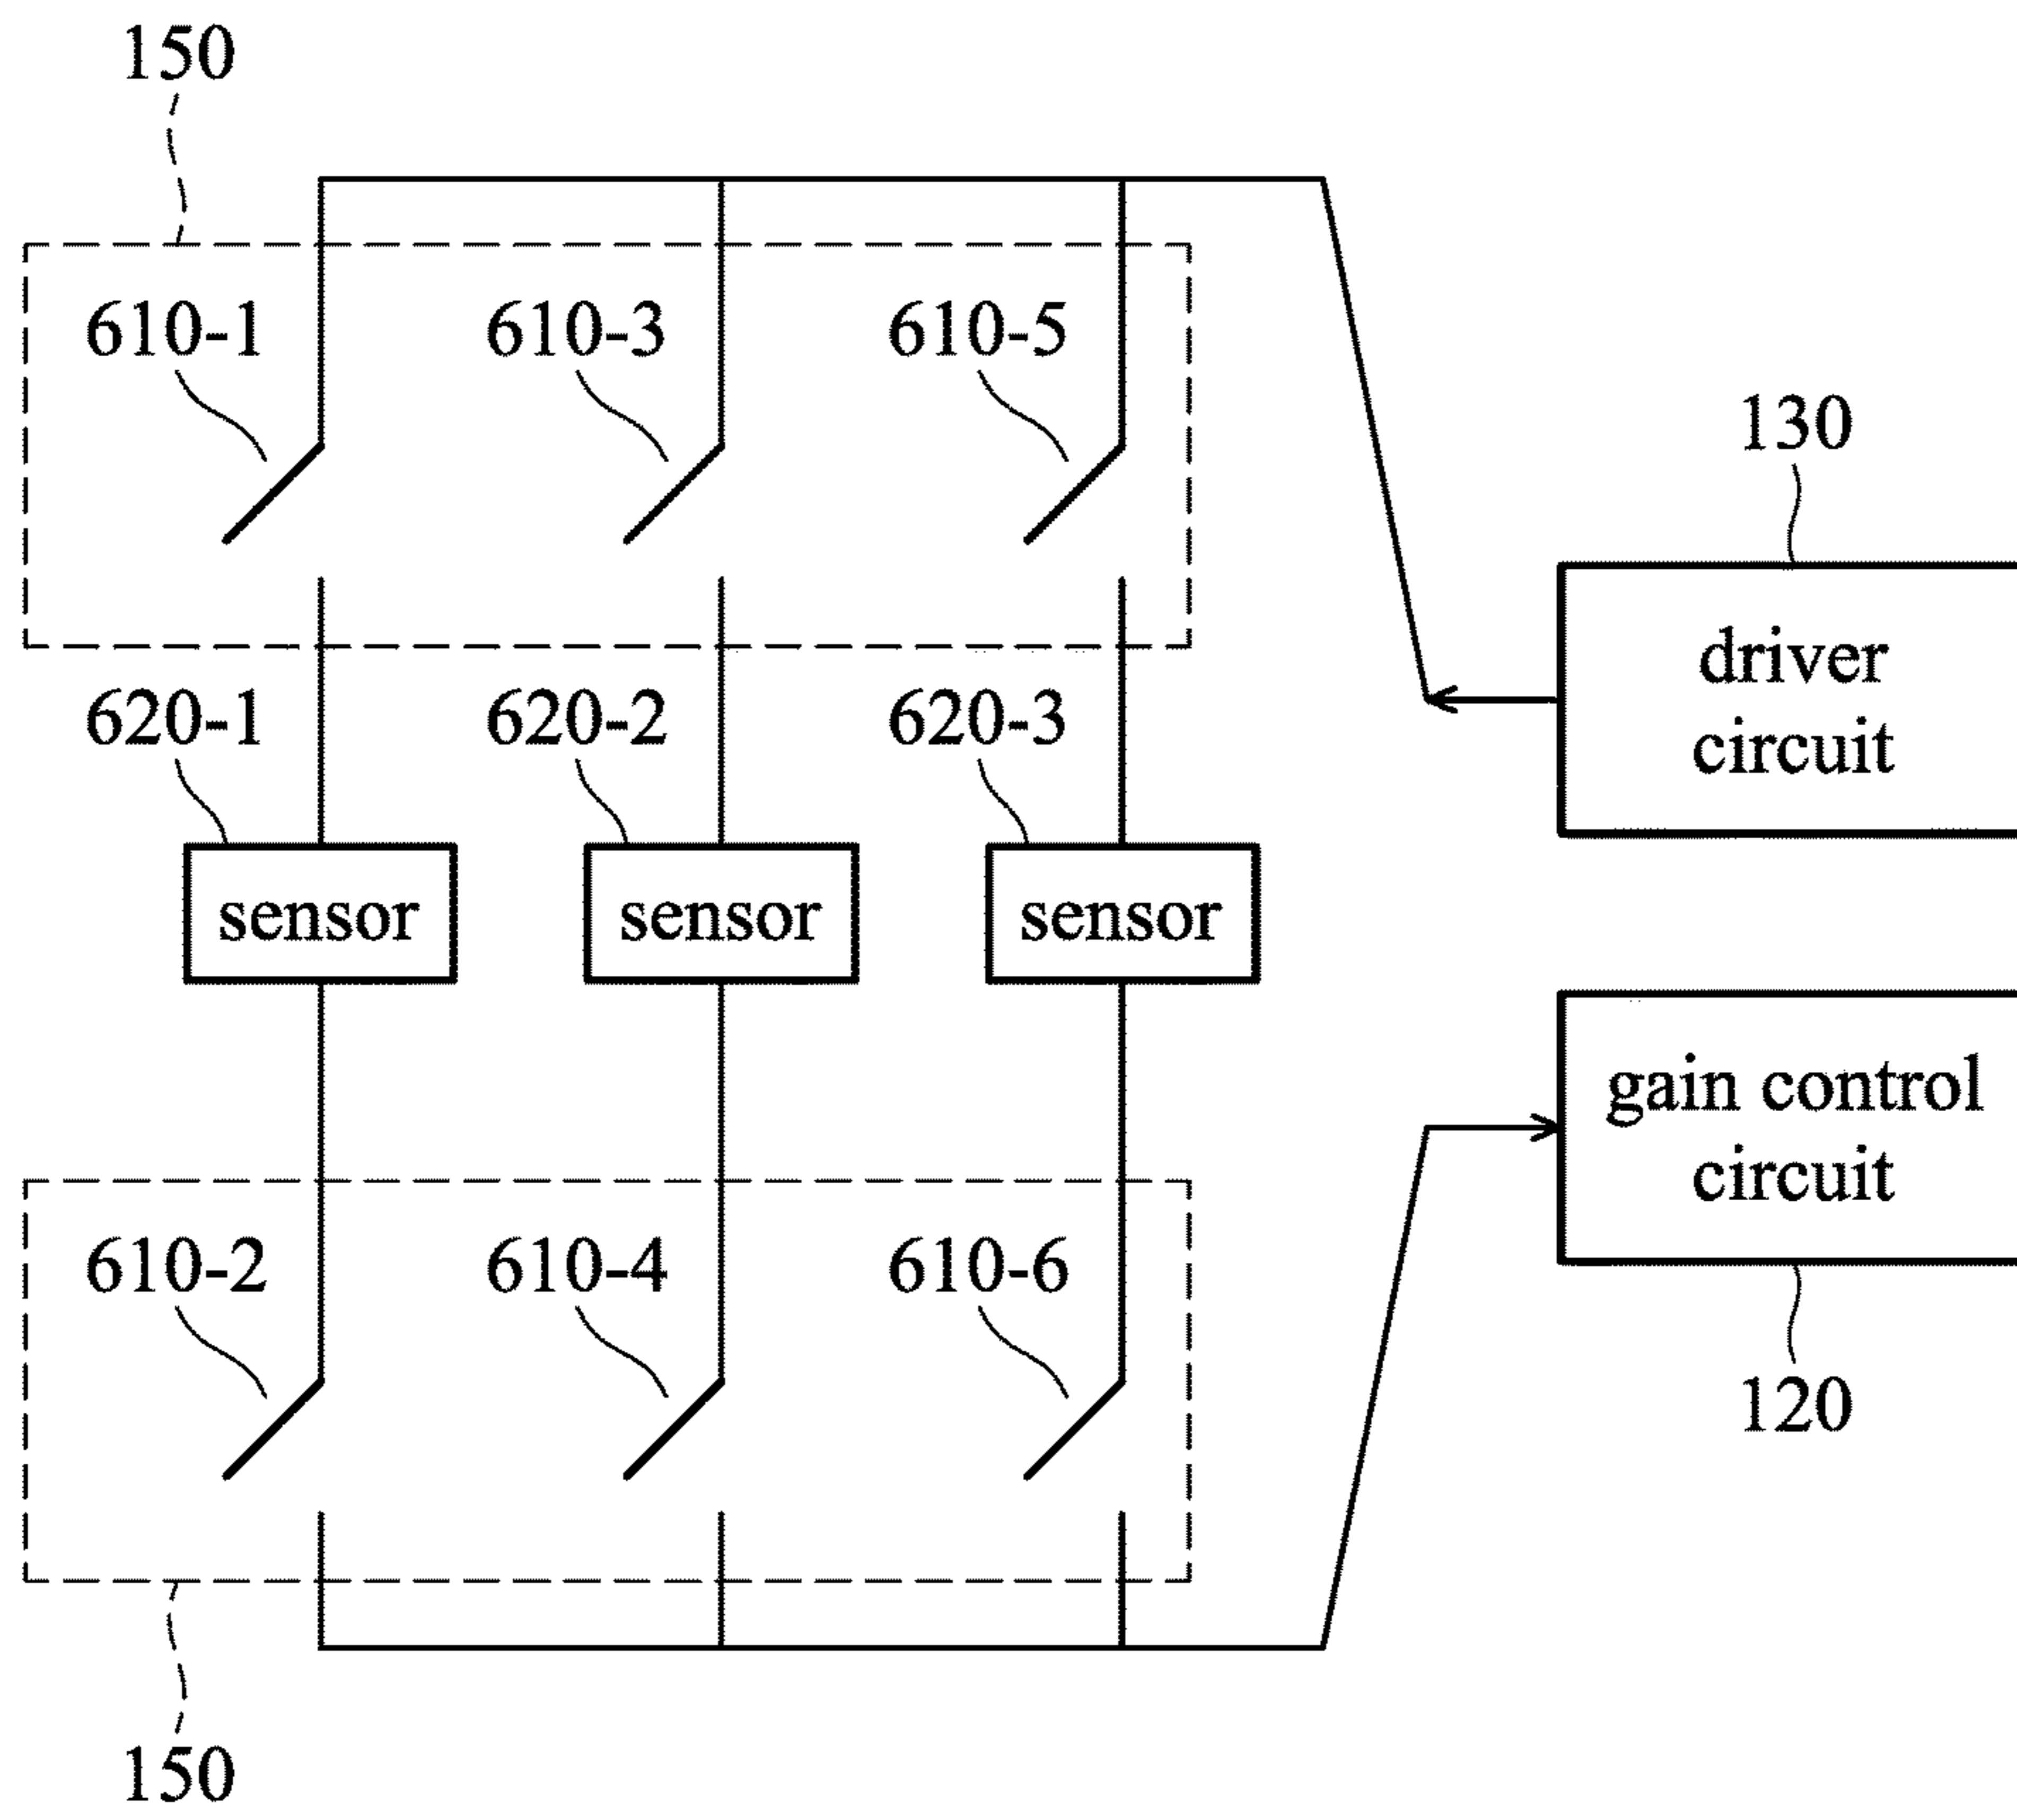 150
610-1
610-3
610-5
130
driver
circuit
620-1
620-2
620-3
sensor
sensor
sensor
gain control
circuit
610-2
610-4
610-6
120
150